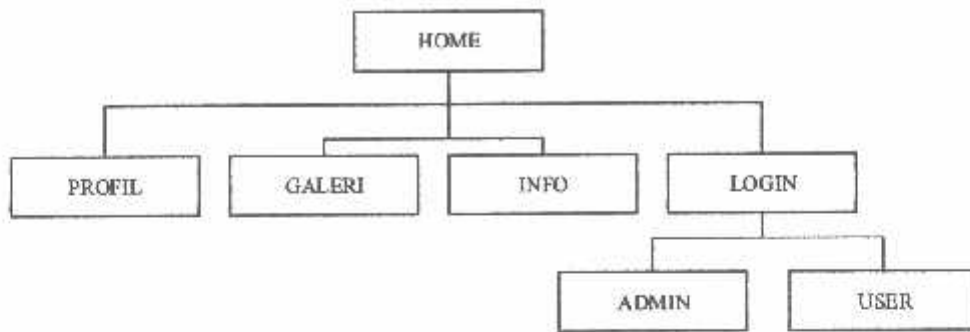 HOME
PROFIL
GALERI
INFO
LOGIN
ADMIN
USER